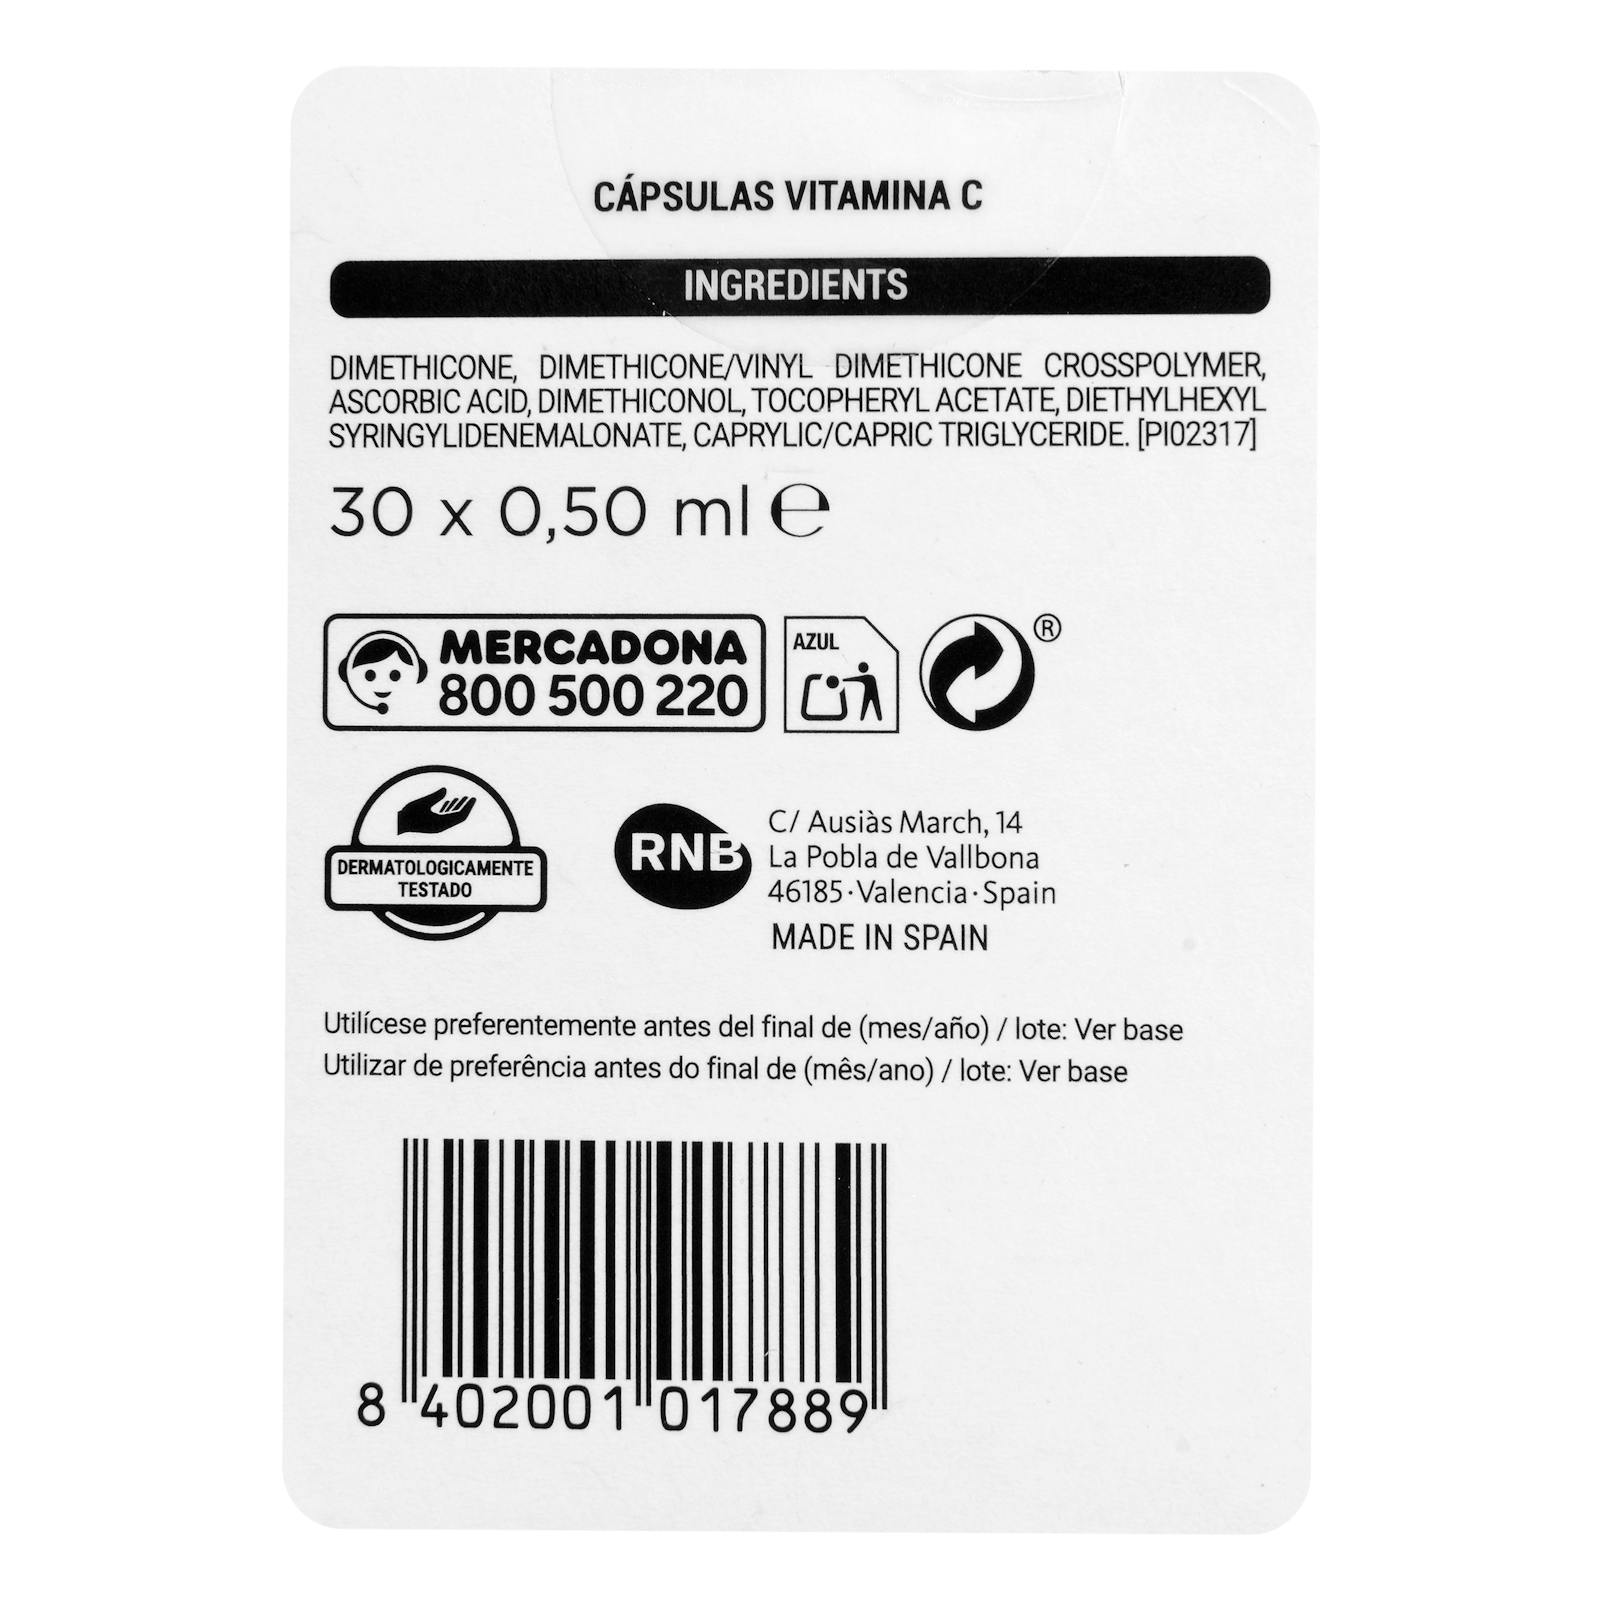 CÁPSULAS VITAMINA C
INGREDIENTS
DIMETHICONE, DIMETHICONE/VINYL DIMETHICONE CROSSPOLYMER,
ASCORBIC ACID, DIMETHICONOL, TOCOPHERYL ACETATE, DIETHYLHEXYL
SYRINGYLIDENEMALONATE, CAPRYLIC/CAPRIC TRIGLYCERIDE. [PI02317]
30 x 0,50 ml ℮
MERCADONA
800 500 220
AZUL
®
DERMATOLOGICAMENTE
TESTADO
RNB
C/ Ausiàs March, 14
La Pobla de Vallbona
46185·Valencia·Spain
MADE IN SPAIN
Utilícese preferentemente antes del final de (mes/año) / lote: Ver base
Utilizar de preferência antes do final de (mês/ano) / lote: Ver base
8 402001 017889